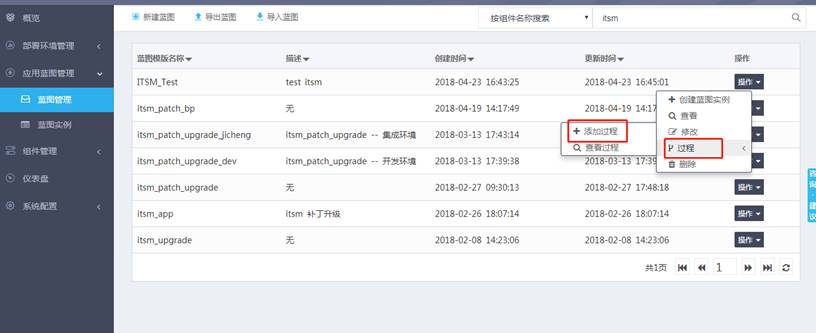 概览
部署环境管理
应用蓝图管理
蓝图管理
蓝图实例
组件管理
仪表盘
系统配置
新建蓝图 导出蓝图 导入蓝图 按组件名称搜索 itsm
蓝图模版名称 描述 创建时间 更新时间 操作
ITSM_Test test itsm 2018-04-23 16:43:25 2018-04-23 16:45:01 操作
itsm_patch_bp 无 2018-04-19 14:17:49 2018-04-19 14:17
itsm_patch_upgrade_jicheng itsm_patch_upgrade -- 集成环境 2018-03-13 17:43:14
itsm_patch_upgrade_dev itsm_patch_upgrade -- 开发环境 2018-03-13 17:39:38 2018-03-13 17:39
itsm_patch_upgrade 无 2018-02-27 09:30:13 2018-02-27 17:48:18 操作
itsm_app itsm 补丁升级 2018-02-26 18:07:14 2018-02-26 18:07:14 操作
itsm_upgrade 无 2018-02-08 14:23:06 2018-02-08 14:23:06 操作
创建蓝图实例
查看
修改
过程
删除
添加过程
查看过程
共1页 1
咨询·建议